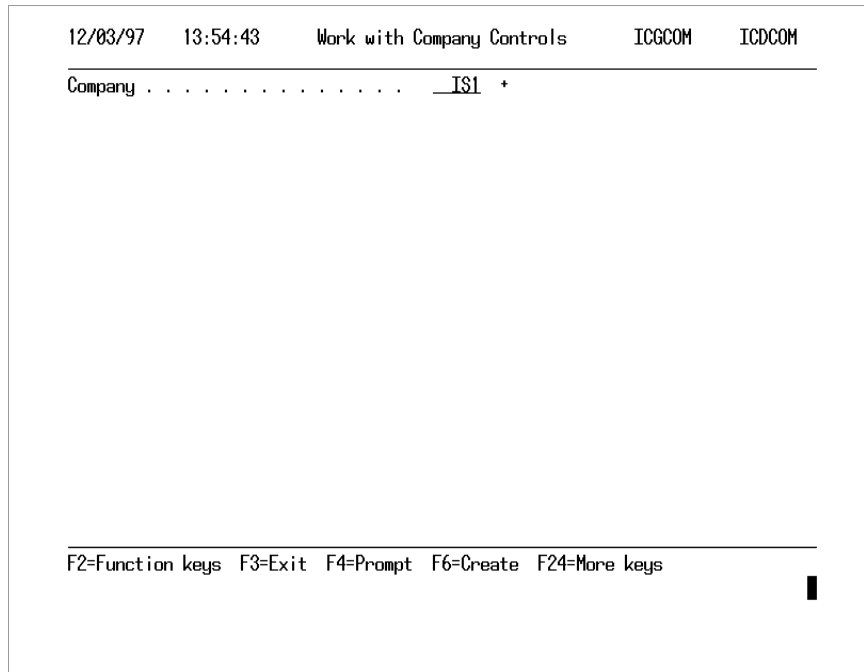 12/03/97 13:54:43 Work with Company Controls ICGCOM ICDCOM
Company . . . . . . . . . . . . . . IS1 +
F2=Function keys F3=Exit F4=Prompt F6=Create F24=More keys